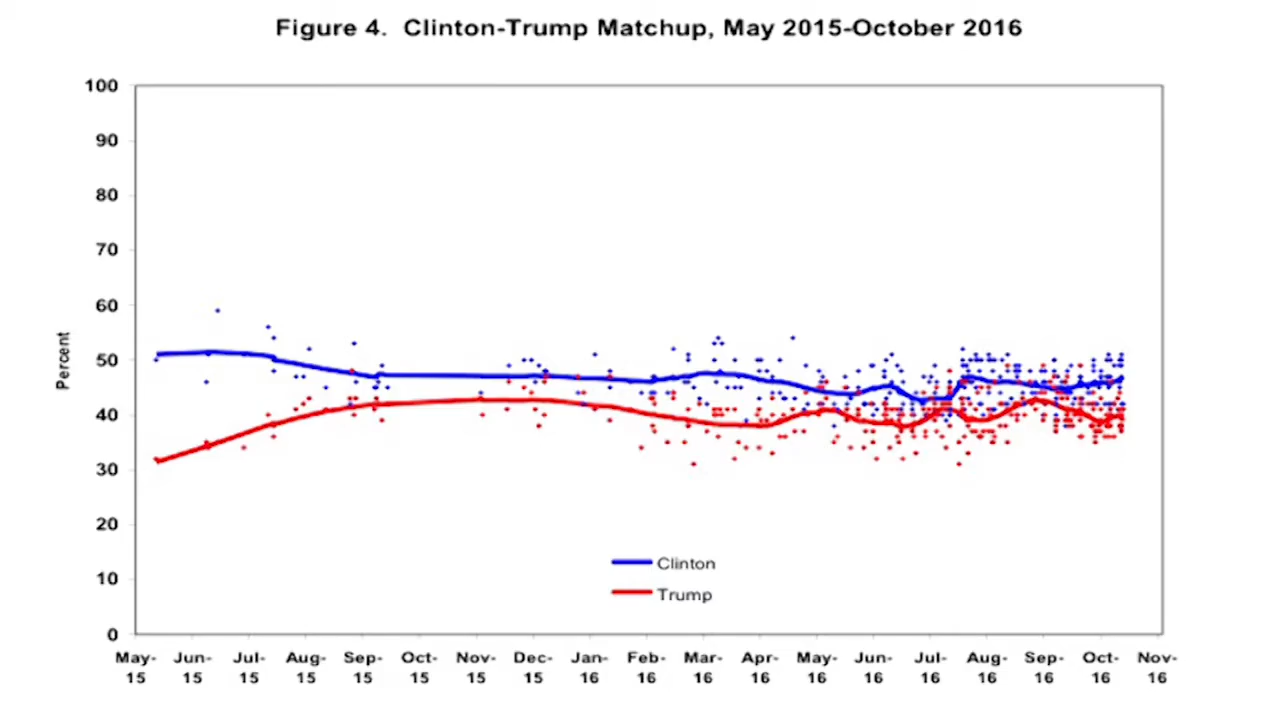 Figure 4. Clinton-Trump Matchup, May 2015-October 2016
100
90
80
70
60
50
40
30
20
10
0
Percent
Clinton
Trump
May- Jun- Jul- Aug- Sep- Oct- Nov- Dec- Jan- Feb- Mar- Apr- May- Jun- Jul- Aug- Sep- Oct- Nov-
15 15 15 15 15 15 15 15 16 16 16 16 16 16 16 16 16 16 16